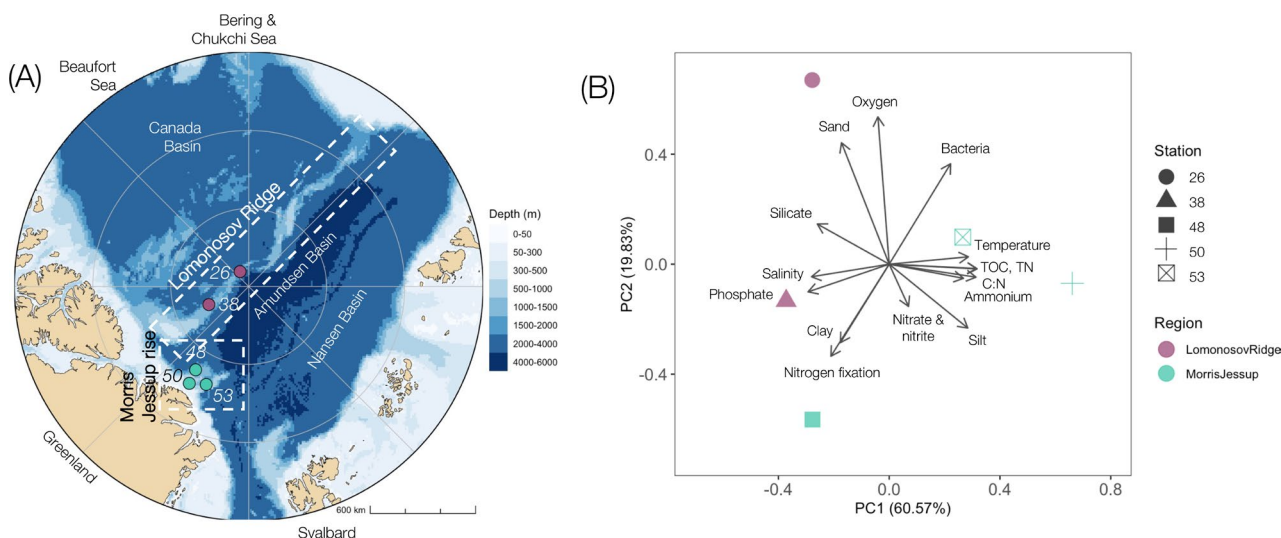 (A)
Bering &
Chukchi Sea
Beaufort
Sea
Canada
Basin
Lomonosov Ridge
26
38
Amundsen Basin
Nansen Basin
48
50
53
Morris
Jessup rise
Greenland
Svalbard
600 km
Depth (m)
0-50
50-300
300-500
500-1000
1000-1500
1500-2000
2000-4000
4000-6000
(B)
PC2 (19.83%)
0.4
0.0
-0.4
Oxygen
Sand
Bacteria
Silicate
Temperature
Salinity
TOC, TN
C:N
Phosphate
Ammonium
Clay
Nitrate &
nitrite
Silt
Nitrogen fixation
-0.4
0.0
0.4
0.8
PC1 (60.57%)
Station
26
38
48
50
53
Region
LomonosovRidge
MorrisJessup